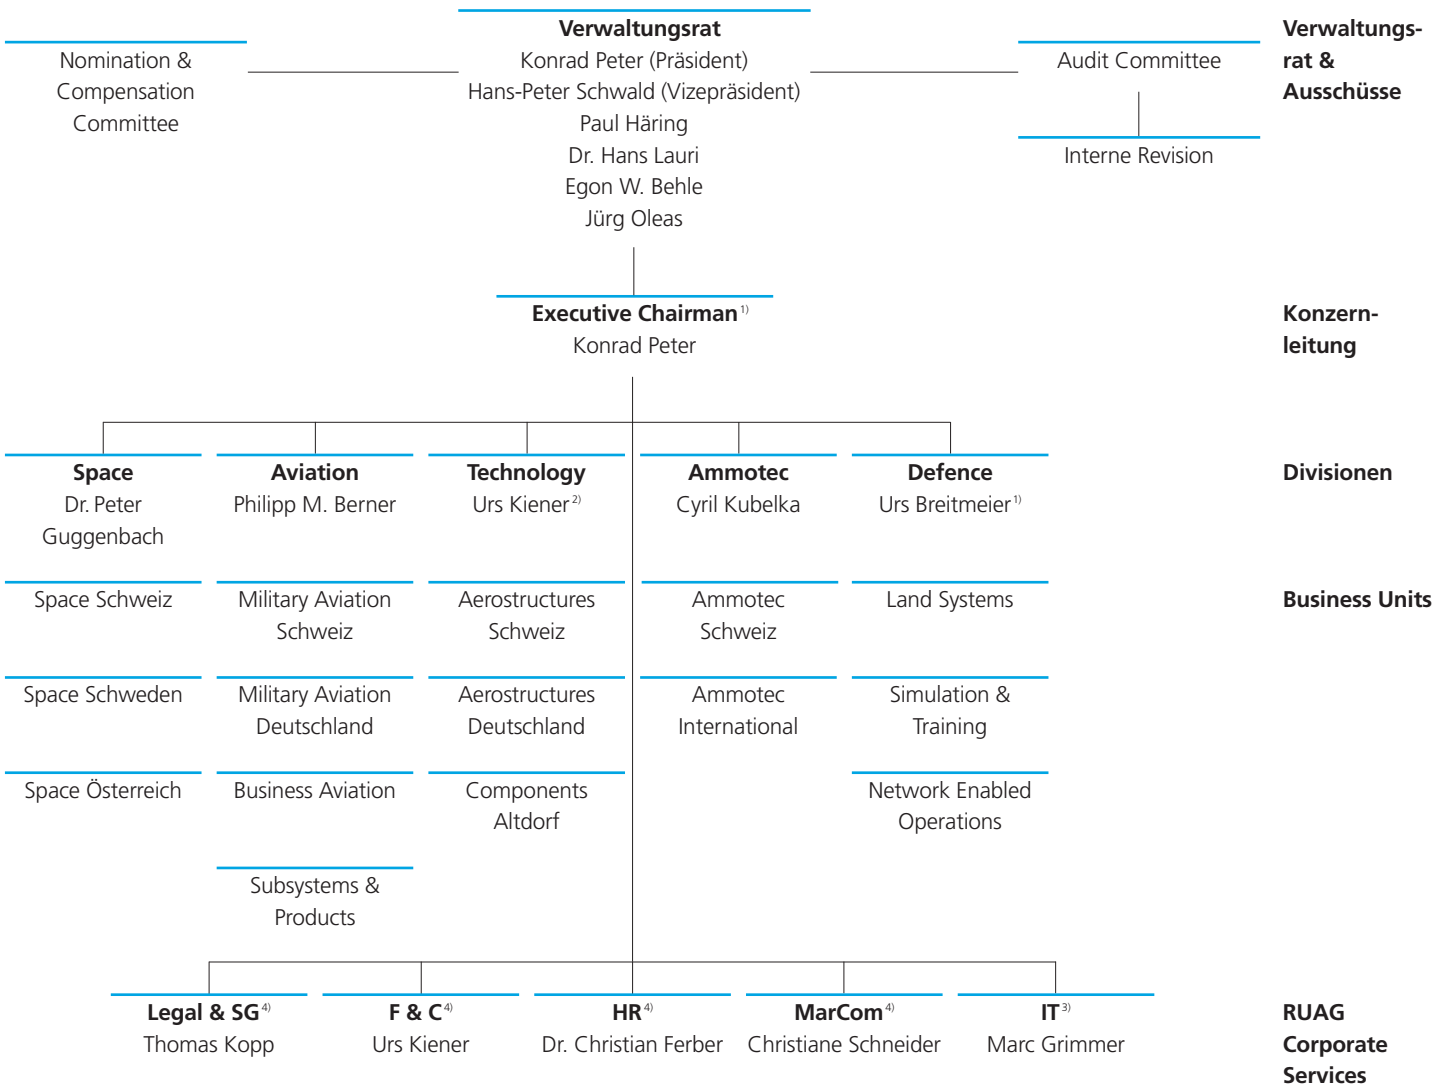 Verwaltungsrat
Konrad Peter (Präsident)
Hans-Peter Schwald (Vizepräsident)
Paul Häring
Dr. Hans Lauri
Egon W. Behle
Jürg Oleas
Nomination &
Compensation
Committee
Audit Committee
Interne Revision
Verwaltungs-
rat &
Ausschüsse
Executive Chairman 1)
Konrad Peter
Konzern-
leitung
Space
Dr. Peter
Guggenbach
Aviation
Philipp M. Berner
Technology
Urs Kiener 2)
Ammotec
Cyril Kubelka
Defence
Urs Breitmeier 1)
Divisionen
Space Schweiz
Military Aviation
Schweiz
Aerostructures
Schweiz
Ammotec
Schweiz
Land Systems
Business Units
Space Schweden
Military Aviation
Deutschland
Aerostructures
Deutschland
Ammotec
International
Simulation &
Training
Space Österreich
Business Aviation
Components
Altdorf
Network Enabled
Operations
Subsystems &
Products
Legal & SG 4)
Thomas Kopp
F & C 4)
Urs Kiener
HR 4)
Dr. Christian Ferber
MarCom 4)
Christiane Schneider
IT 3)
Marc Grimmer
RUAG
Corporate
Services